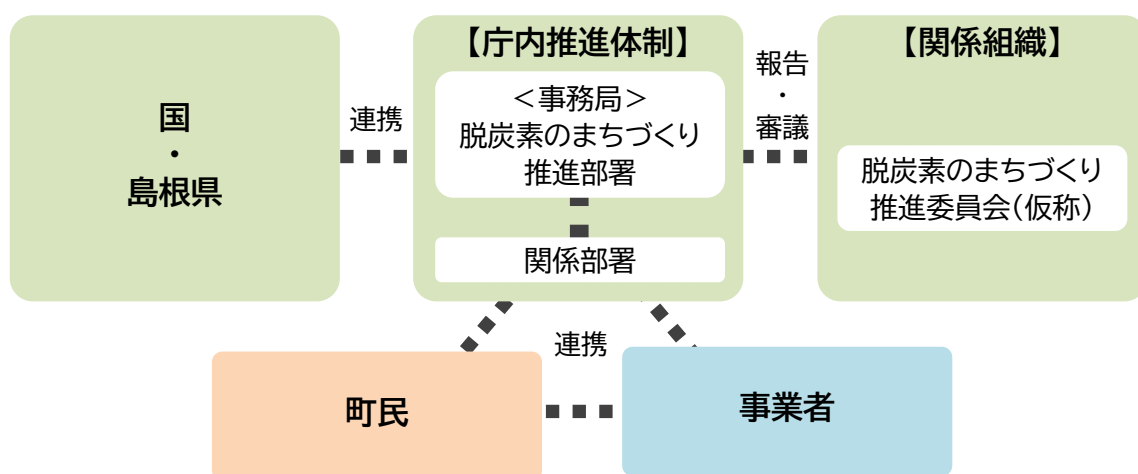 国
・
島根県
連携
【庁内推進体制】
＜事務局＞
脱炭素のまちづくり
推進部署
関係部署
報告
・
審議
【関係組織】
脱炭素のまちづくり
推進委員会（仮称）
連携
町民
事業者